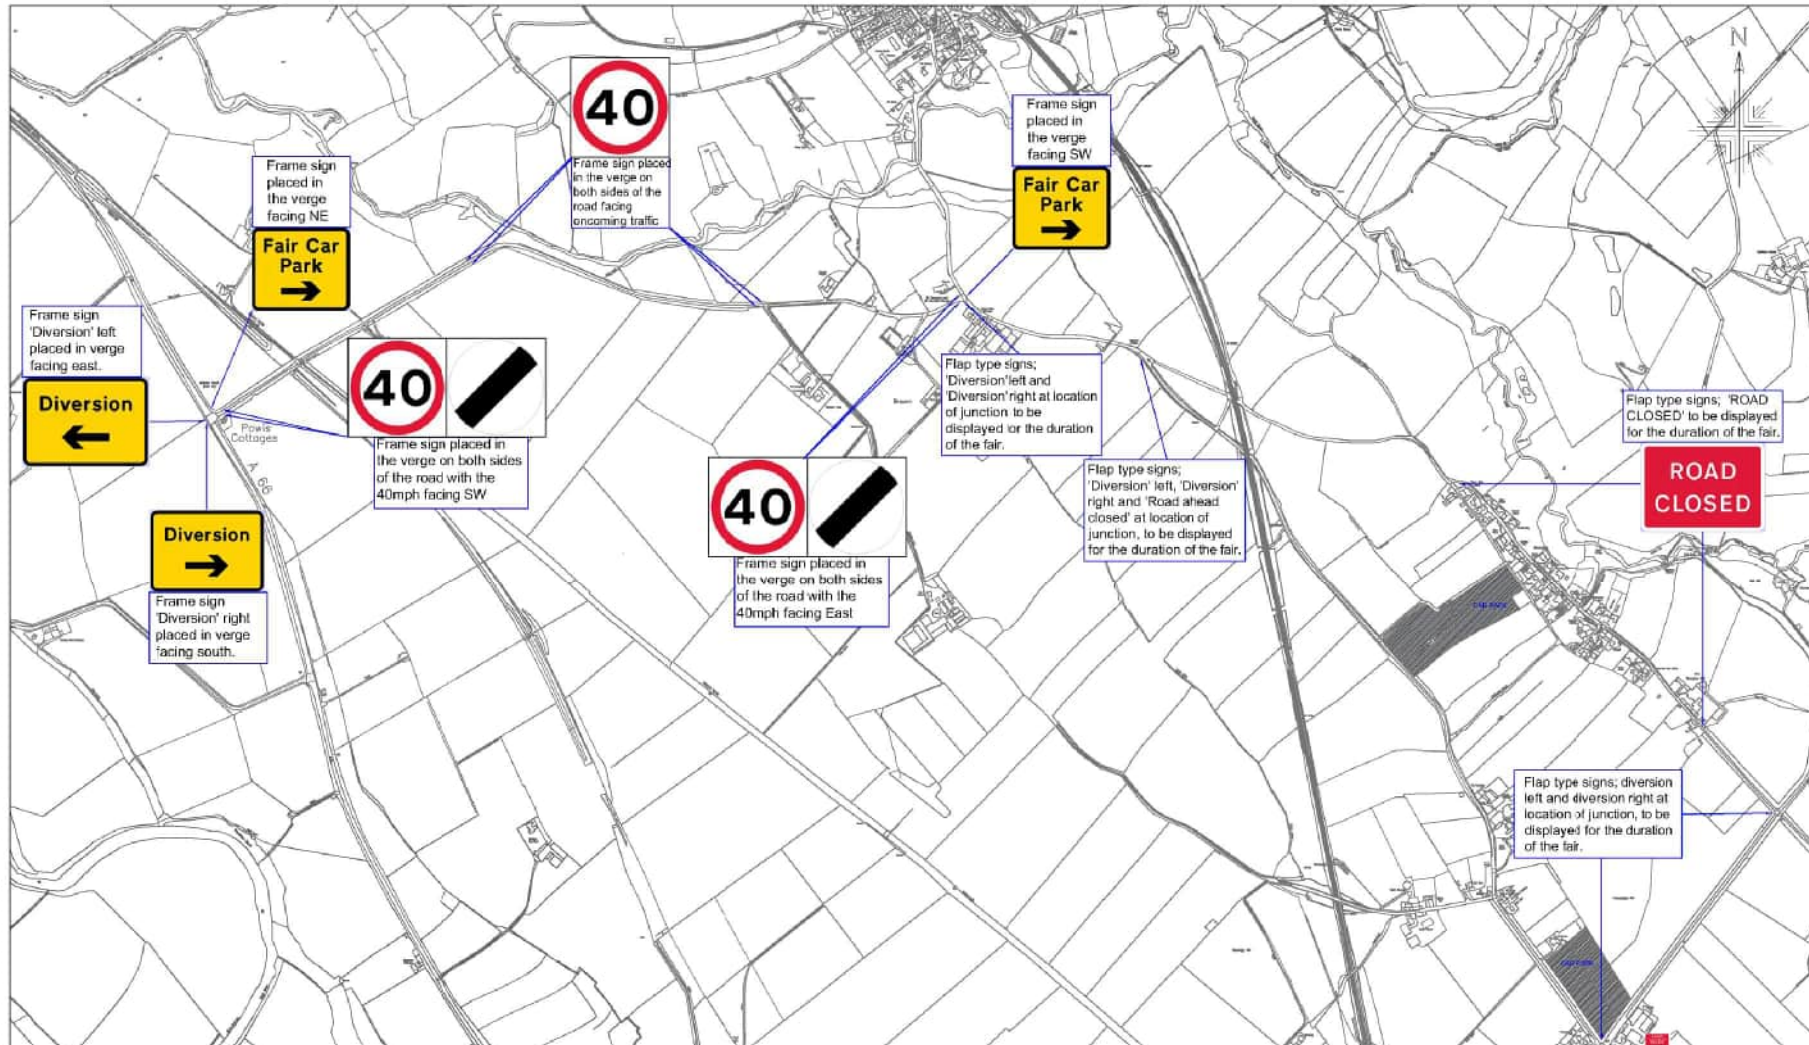 N
40
Frame sign placed
in the verge on
both sides of the
road facing
oncoming traffic
Frame sign
placed in
the verge
facing SW
Fair Car
Park
Frame sign
placed in
the verge
facing NE
Fair Car
Park
Frame sign
'Diversion' left
placed in verge
facing east.
Diversion
Powis
Cottages
A 66
40
Frame sign placed in
the verge on both sides
of the road with the
40mph facing SW
Diversion
Frame sign
'Diversion' right
placed in verge
facing south.
40
Frame sign placed in
the verge on both sides
of the road with the
40mph facing East
Flap type signs;
'Diversion' left and
'Diversion' right at location
of junction to be
displayed for the duration
of the fair.
Flap type signs;
'Diversion' left, 'Diversion'
right and 'Road ahead
closed' at location of
junction, to be displayed
for the duration of the fair.
Flap type signs; 'ROAD
CLOSED' to be displayed
for the duration of the fair.
ROAD
CLOSED
CAR PARK
Flap type signs; diversion
left and diversion right at
location of junction, to be
displayed for the duration
of the fair.
CAR PARK